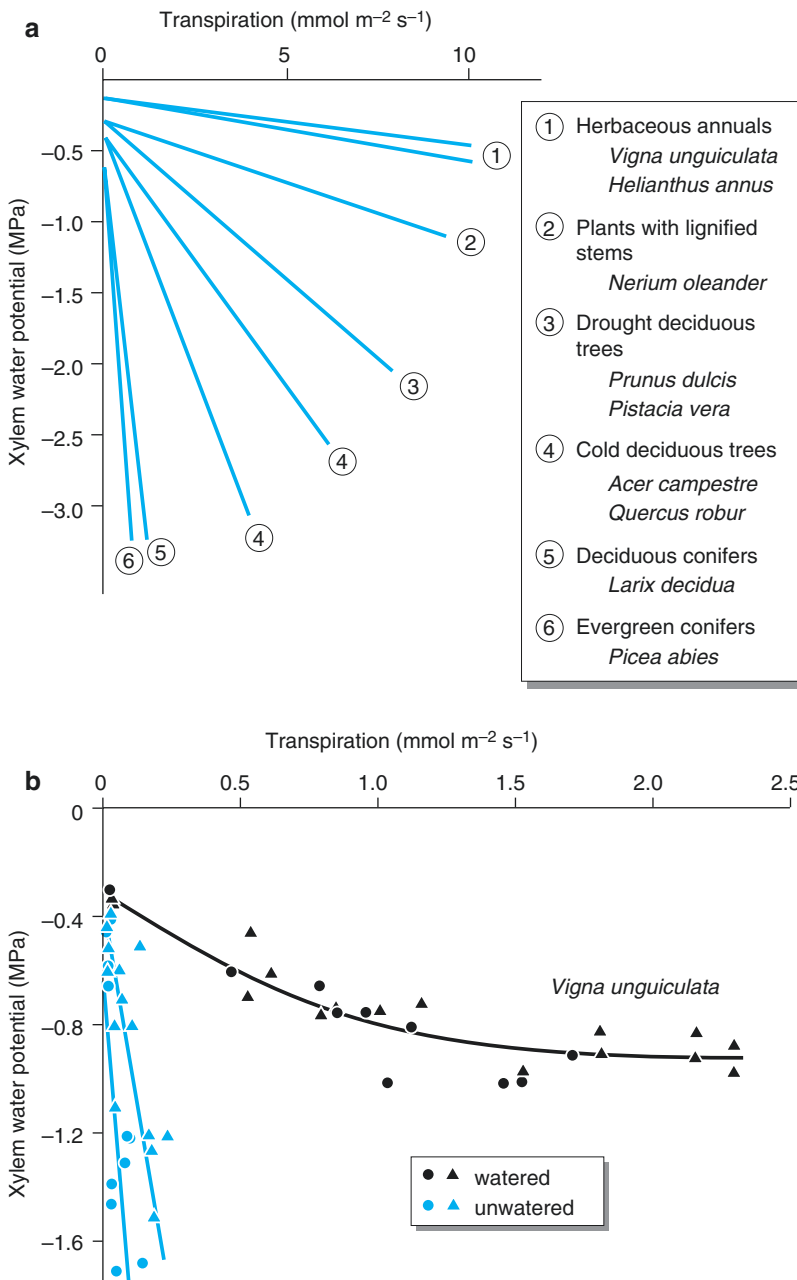 a
Transpiration (mmol m⁻² s⁻¹)
0 5 10
Xylem water potential (MPa)
–0.5
–1.0
–1.5
–2.0
–2.5
–3.0
1
2
3
4
4
5
6
1 Herbaceous annuals
Vigna unguiculata
Helianthus annus
2 Plants with lignified
stems
Nerium oleander
3 Drought deciduous
trees
Prunus dulcis
Pistacia vera
4 Cold deciduous trees
Acer campestre
Quercus robur
5 Deciduous conifers
Larix decidua
6 Evergreen conifers
Picea abies
b
Transpiration (mmol m⁻² s⁻¹)
0 0.5 1.0 1.5 2.0 2.5
Xylem water potential (MPa)
0
–0.4
–0.8
–1.2
–1.6
Vigna unguiculata
watered
unwatered